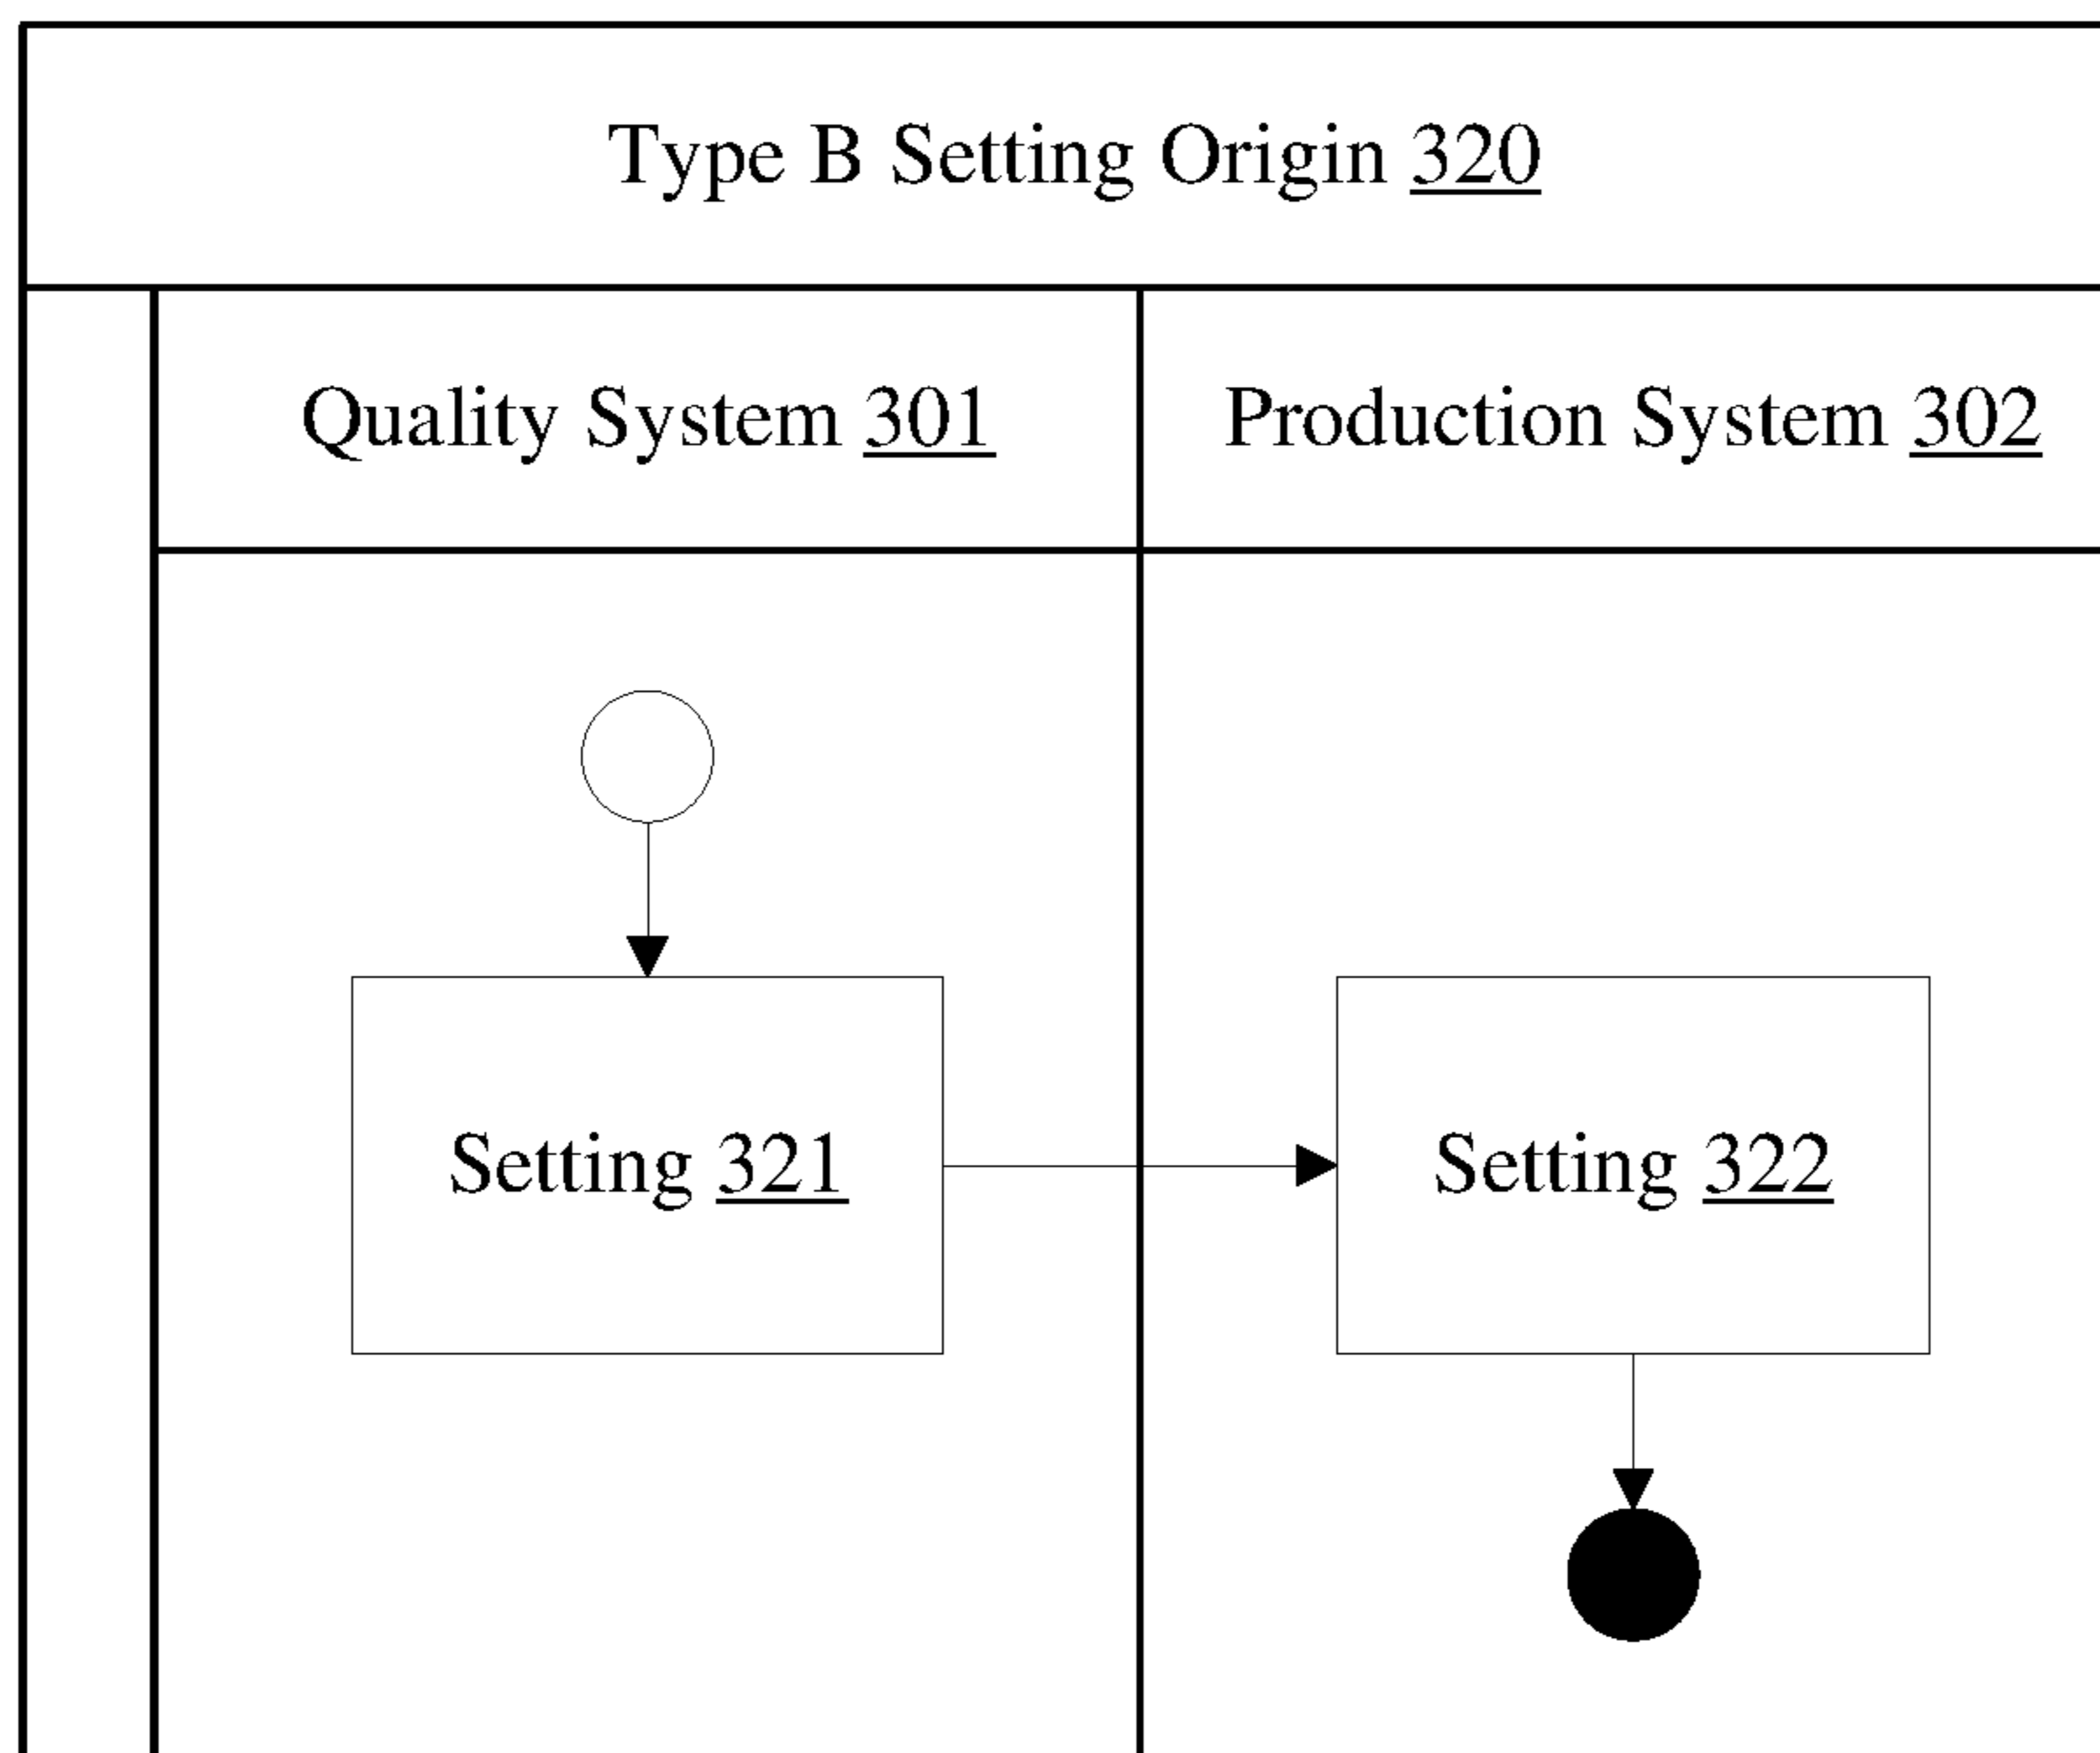 Type B Setting Origin 320
Quality System 301
Production System 302
Setting 321
Setting 322